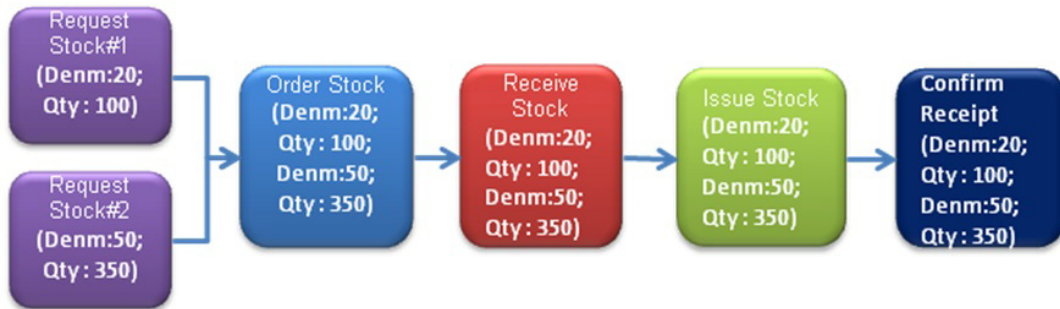 Request
Stock#1
(Denm:20;
Qty : 100)
Request
Stock#2
(Denm:50;
Qty : 350)
Order Stock
(Denm:20;
Qty : 100;
Denm:50;
Qty : 350)
Receive
Stock
(Denm:20;
Qty : 100;
Denm:50;
Qty : 350)
Issue Stock
(Denm:20;
Qty : 100;
Denm:50;
Qty : 350)
Confirm
Receipt
(Denm:20;
Qty : 100;
Denm:50;
Qty : 350)